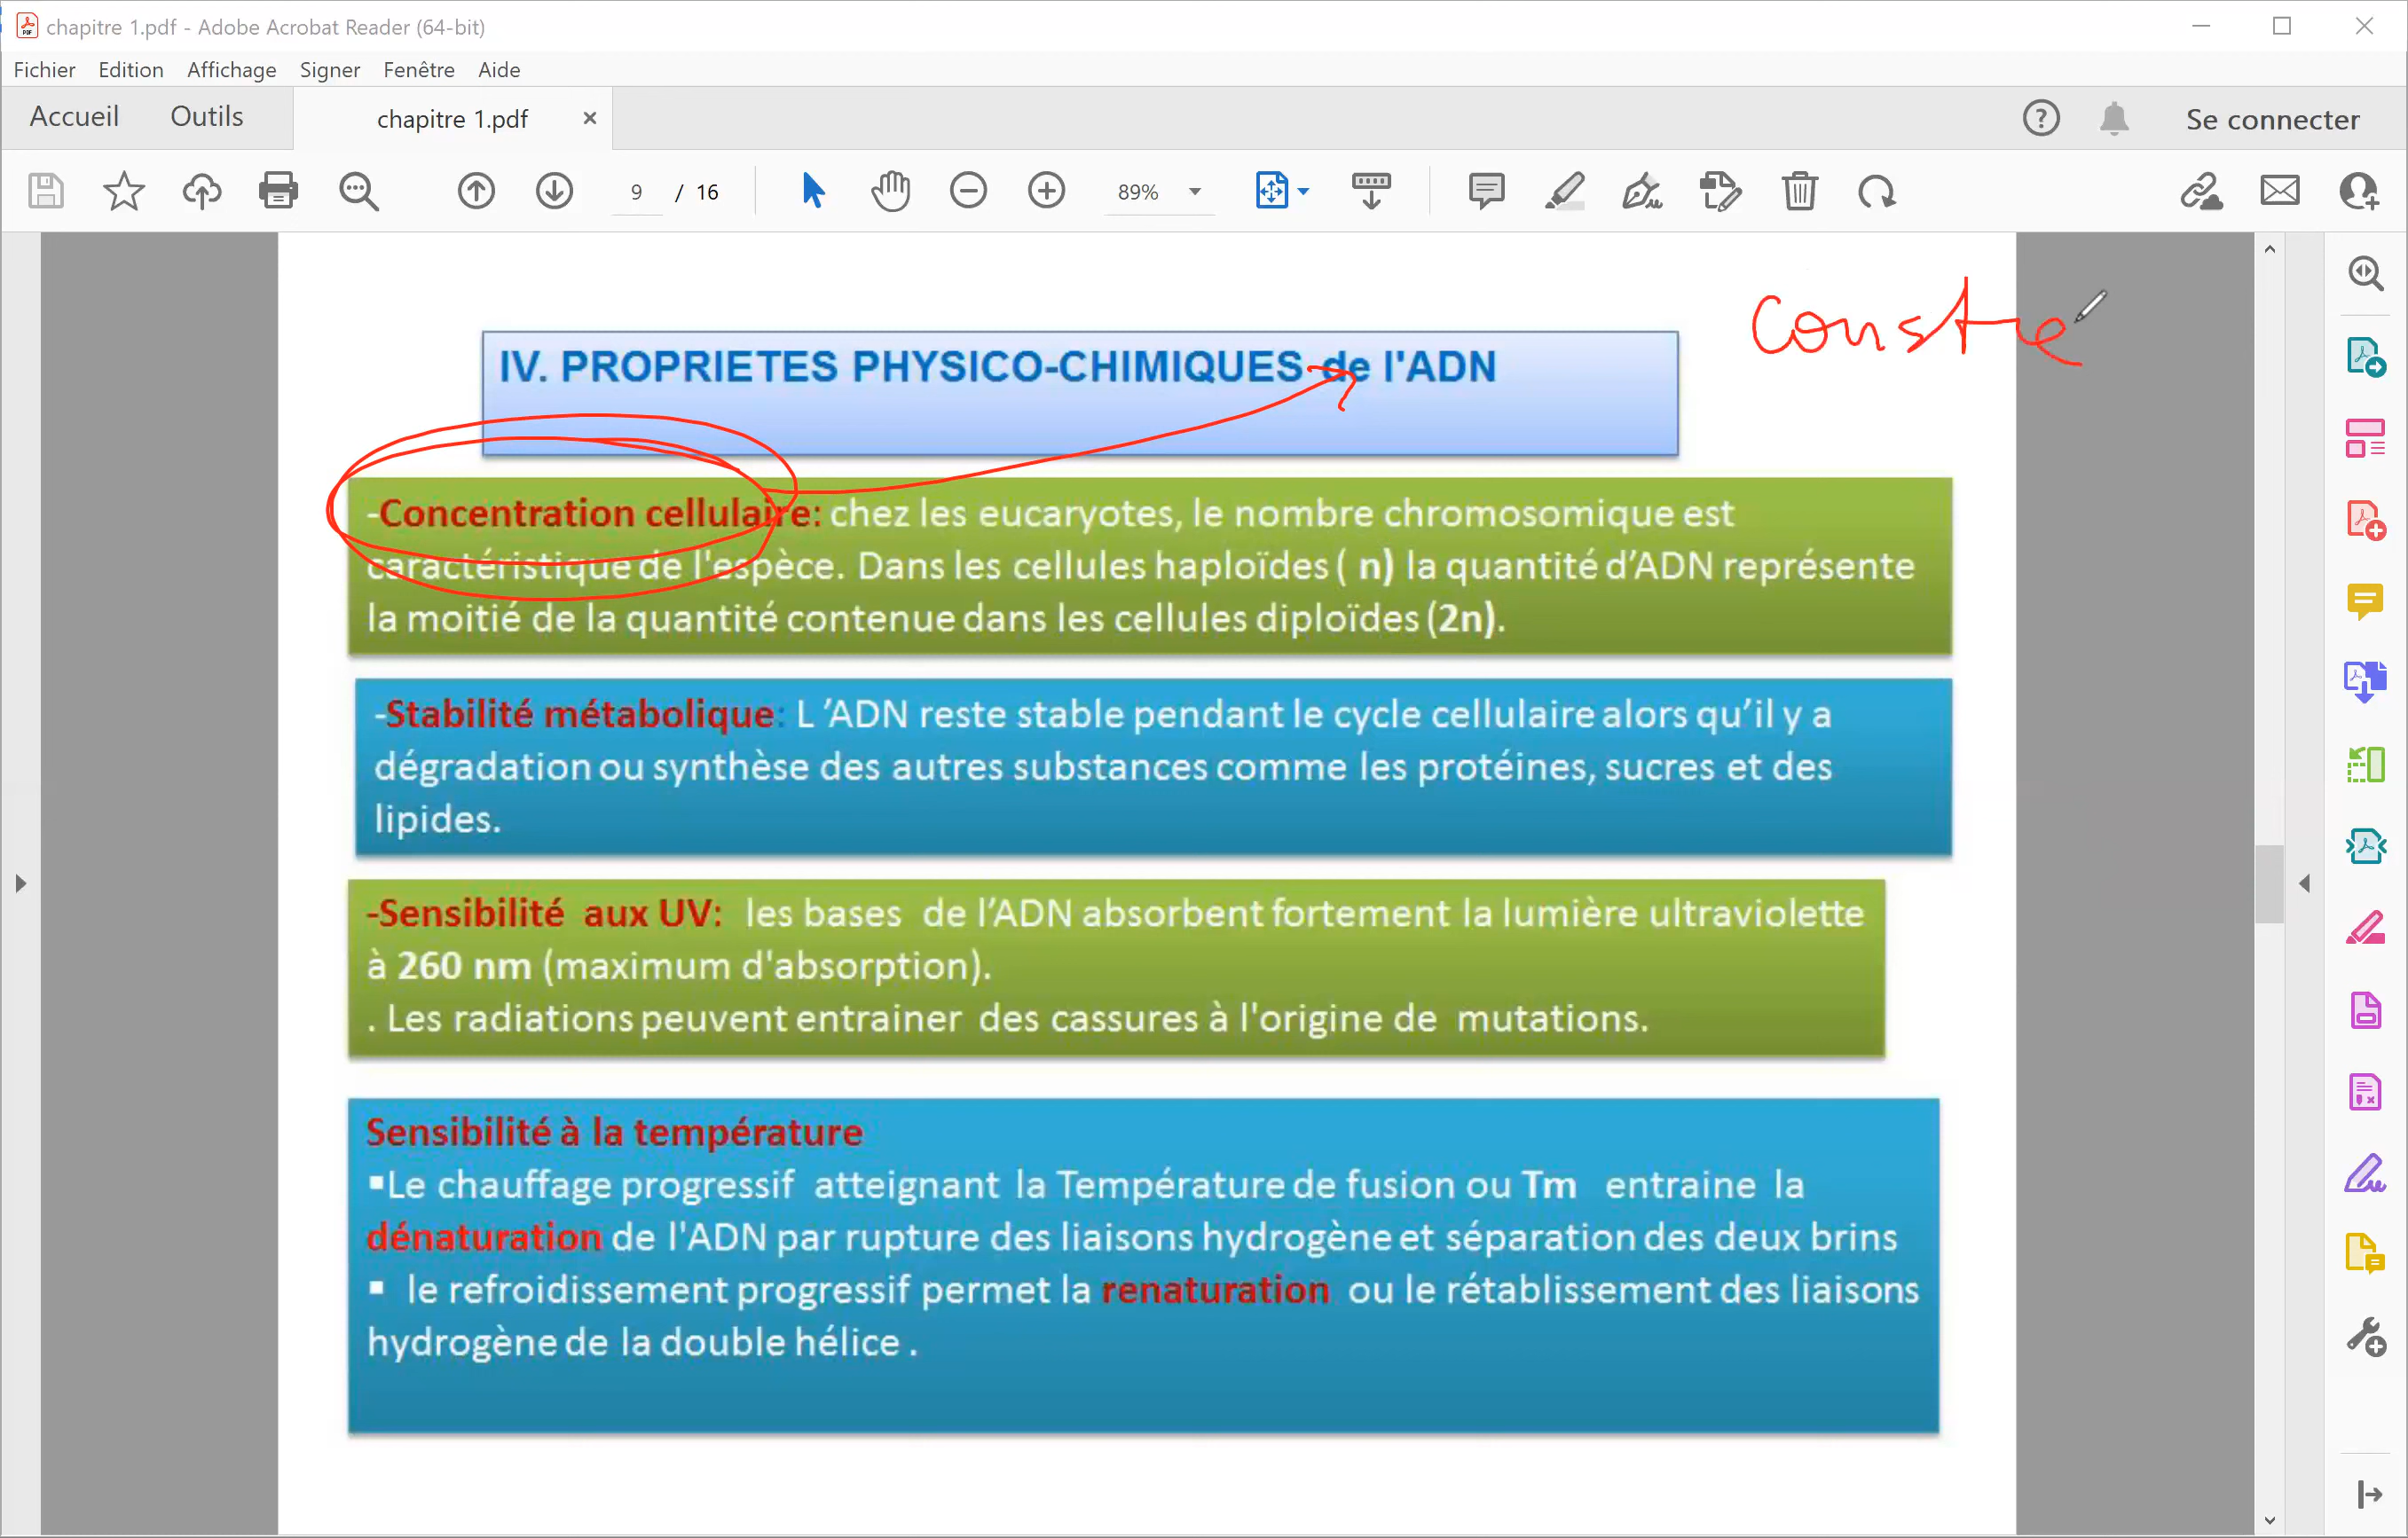 chapitre 1.pdf - Adobe Acrobat Reader (64-bit)
Fichier Edition Affichage Signer Fenêtre Aide
Accueil Outils chapitre 1.pdf × Se connecter
9 / 16 89%
Conste
IV. PROPRIETES PHYSICO-CHIMIQUES de l'ADN
-Concentration cellulaire: chez les eucaryotes, le nombre chromosomique est
caractéristique de l'espèce. Dans les cellules haploïdes ( n) la quantité d’ADN représente
la moitié de la quantité contenue dans les cellules diploïdes (2n).
-Stabilité métabolique: L ’ADN reste stable pendant le cycle cellulaire alors qu’il y a
dégradation ou synthèse des autres substances comme les protéines, sucres et des
lipides.
-Sensibilité aux UV: les bases de l’ADN absorbent fortement la lumière ultraviolette
à 260 nm (maximum d'absorption).
. Les radiations peuvent entrainer des cassures à l'origine de mutations.
Sensibilité à la température
▪Le chauffage progressif atteignant la Température de fusion ou Tm entraine la
dénaturation de l'ADN par rupture des liaisons hydrogène et séparation des deux brins
▪ le refroidissement progressif permet la renaturation ou le rétablissement des liaisons
hydrogène de la double hélice .